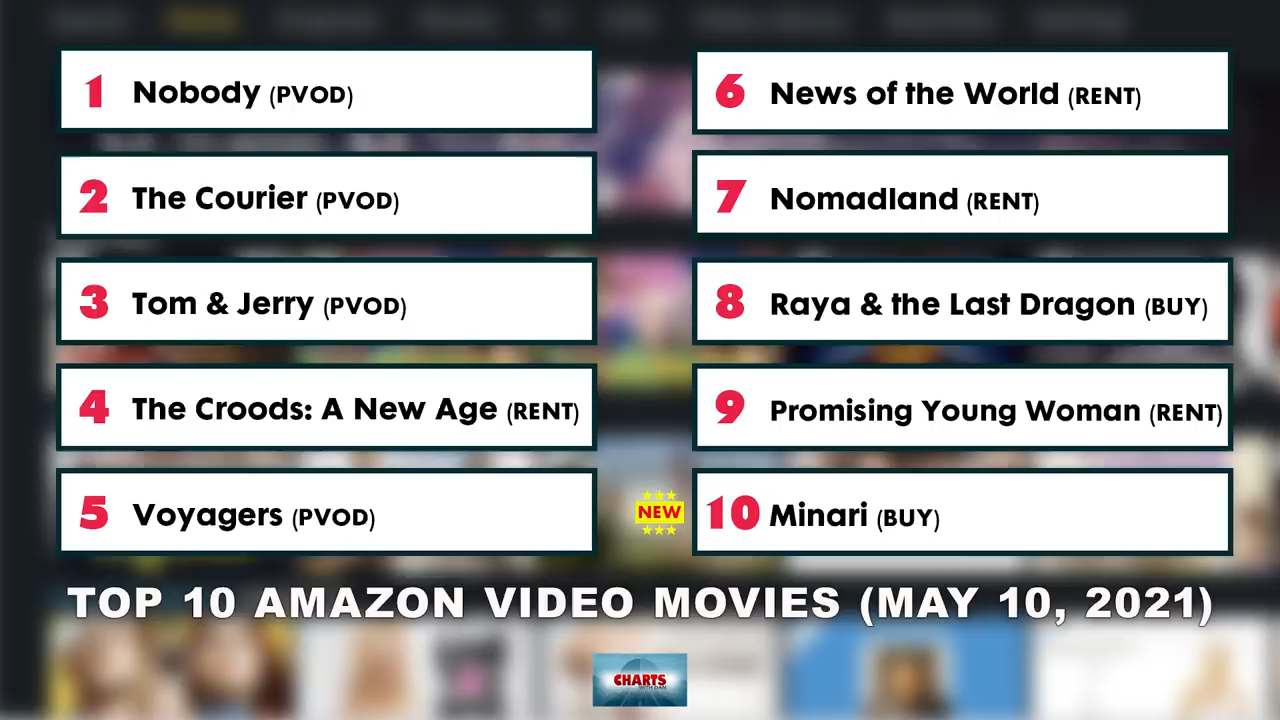 1 Nobody (PVOD)
2 The Courier (PVOD)
3 Tom & Jerry (PVOD)
4 The Croods: A New Age (RENT)
5 Voyagers (PVOD)
6 News of the World (RENT)
7 Nomadland (RENT)
8 Raya & the Last Dragon (BUY)
9 Promising Young Woman (RENT)
NEW 10 Minari (BUY)
TOP 10 AMAZON VIDEO MOVIES (MAY 10, 2021)
CHARTS
WITH DAN